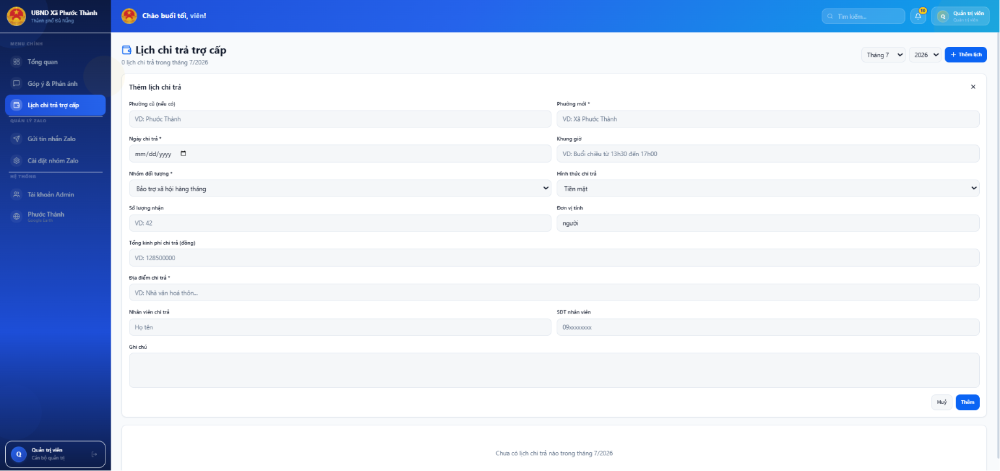 UBND Xã Phước Thành
Thành phố Đà Nẵng
Chào buổi tối, viên!
Tìm kiếm...
10
Q
Quản trị viên
Quản trị viên
MENU CHÍNH
Tổng quan
Góp ý & Phản ánh
Lịch chi trả trợ cấp
QUẢN LÝ ZALO
Gửi tin nhắn Zalo
Cài đặt nhóm Zalo
HỆ THỐNG
Tài khoản Admin
Phước Thành
Google Earth
Q
Quản trị viên
Cán bộ quản trị
Lịch chi trả trợ cấp
0 lịch chi trả trong tháng 7/2026
Tháng 7
2026
+ Thêm lịch
Thêm lịch chi trả
Phường cũ (nếu có)
VD: Phước Thành
Phường mới *
VD: Xã Phước Thành
Ngày chi trả *
mm/dd/yyyy
Khung giờ
VD: Buổi chiều từ 13h30 đến 17h00
Nhóm đối tượng *
Bảo trợ xã hội hàng tháng
Hình thức chi trả
Tiền mặt
Số lượng nhận
VD: 42
Đơn vị tính
người
Tổng kinh phí chi trả (đồng)
VD: 128500000
Địa điểm chi trả *
VD: Nhà văn hoá thôn...
Nhân viên chi trả
Họ tên
SĐT nhân viên
09xxxxxxxx
Ghi chú
Huỷ
Thêm
Chưa có lịch chi trả nào trong tháng 7/2026